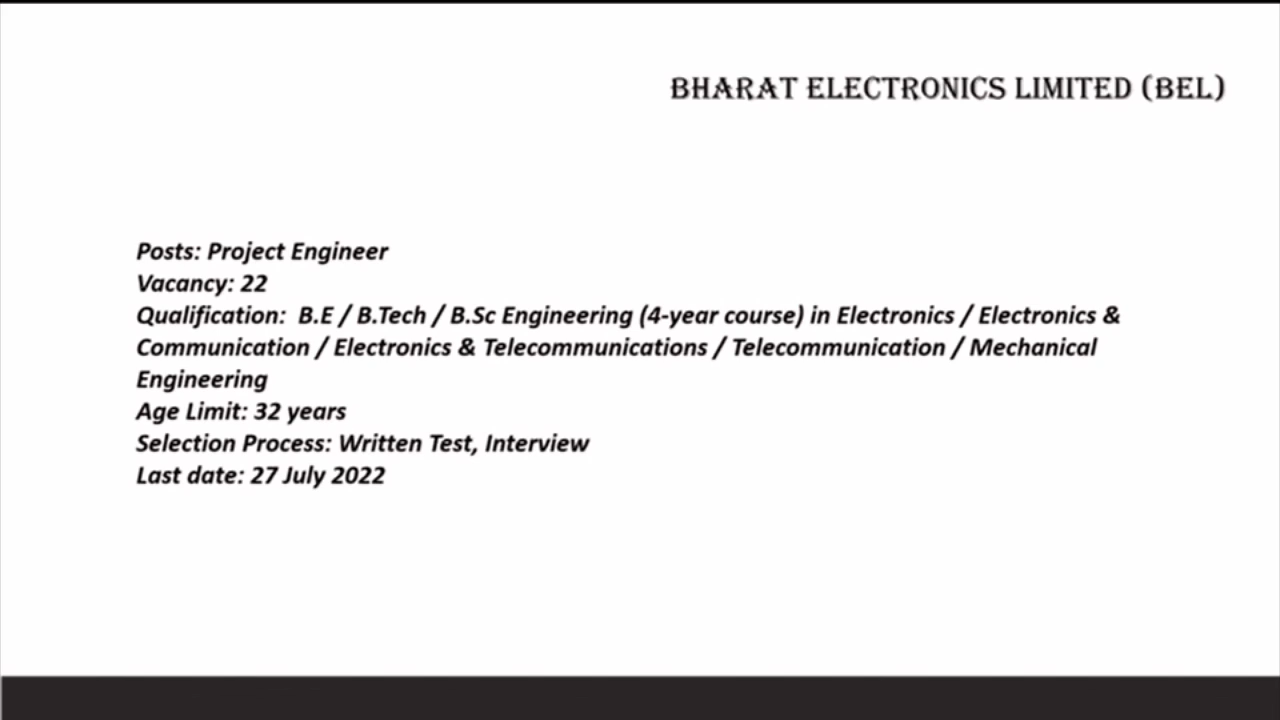 BHARAT ELECTRONICS LIMITED (BEL)
Posts: Project Engineer
Vacancy: 22
Qualification:  B.E / B.Tech / B.Sc Engineering (4-year course) in Electronics / Electronics &
Communication / Electronics & Telecommunications / Telecommunication / Mechanical
Engineering
Age Limit: 32 years
Selection Process: Written Test, Interview
Last date: 27 July 2022